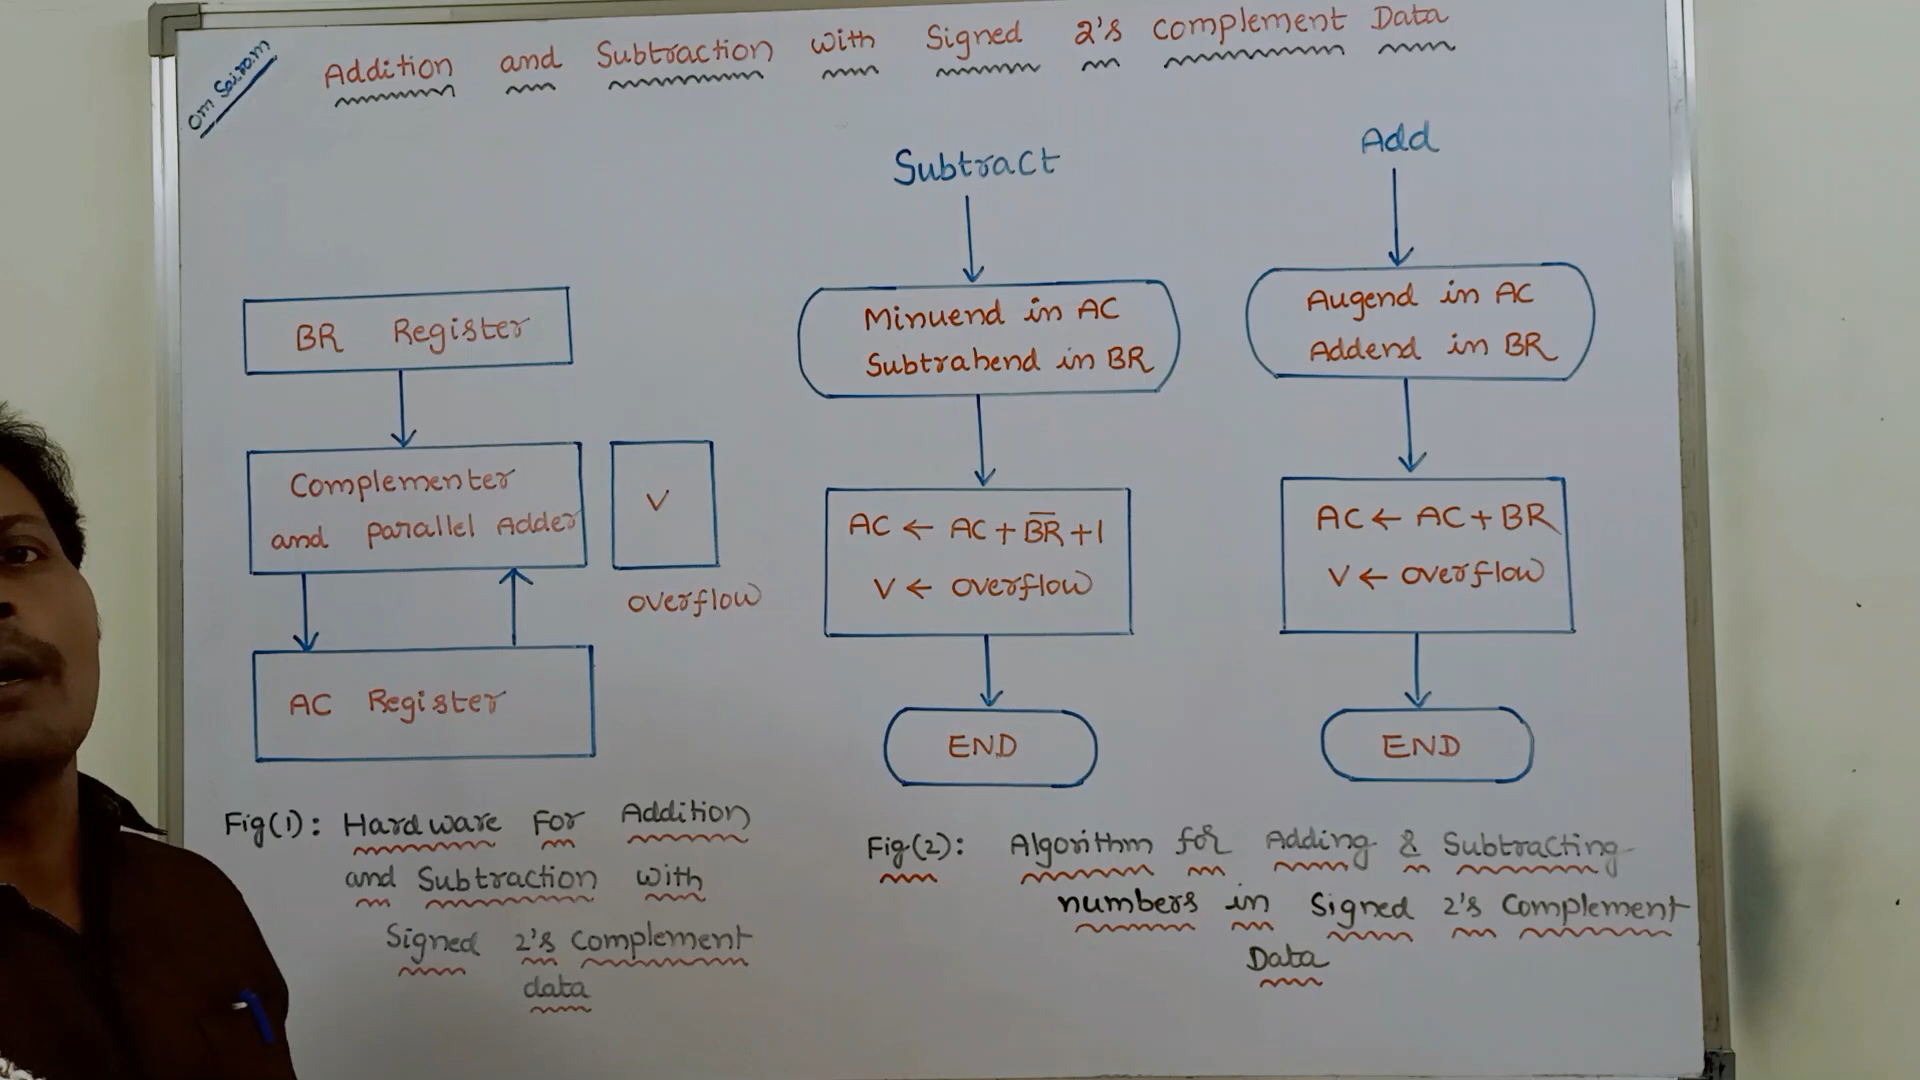 Om Sairam
Addition and Subtraction with Signed 2's Complement Data
BR Register
Complementer
and parallel Adder
V
overflow
AC Register
Fig(1): Hardware For Addition
and Subtraction with
Signed 2's Complement
data
Subtract
Minuend in AC
Subtrahend in BR
AC ← AC + B̅R̅ + 1
V ← overflow
END
Add
Augend in AC
Addend in BR
AC ← AC + BR
V ← overflow
END
Fig(2): Algorithm for Adding & Subtracting
numbers in Signed 2's Complement
Data